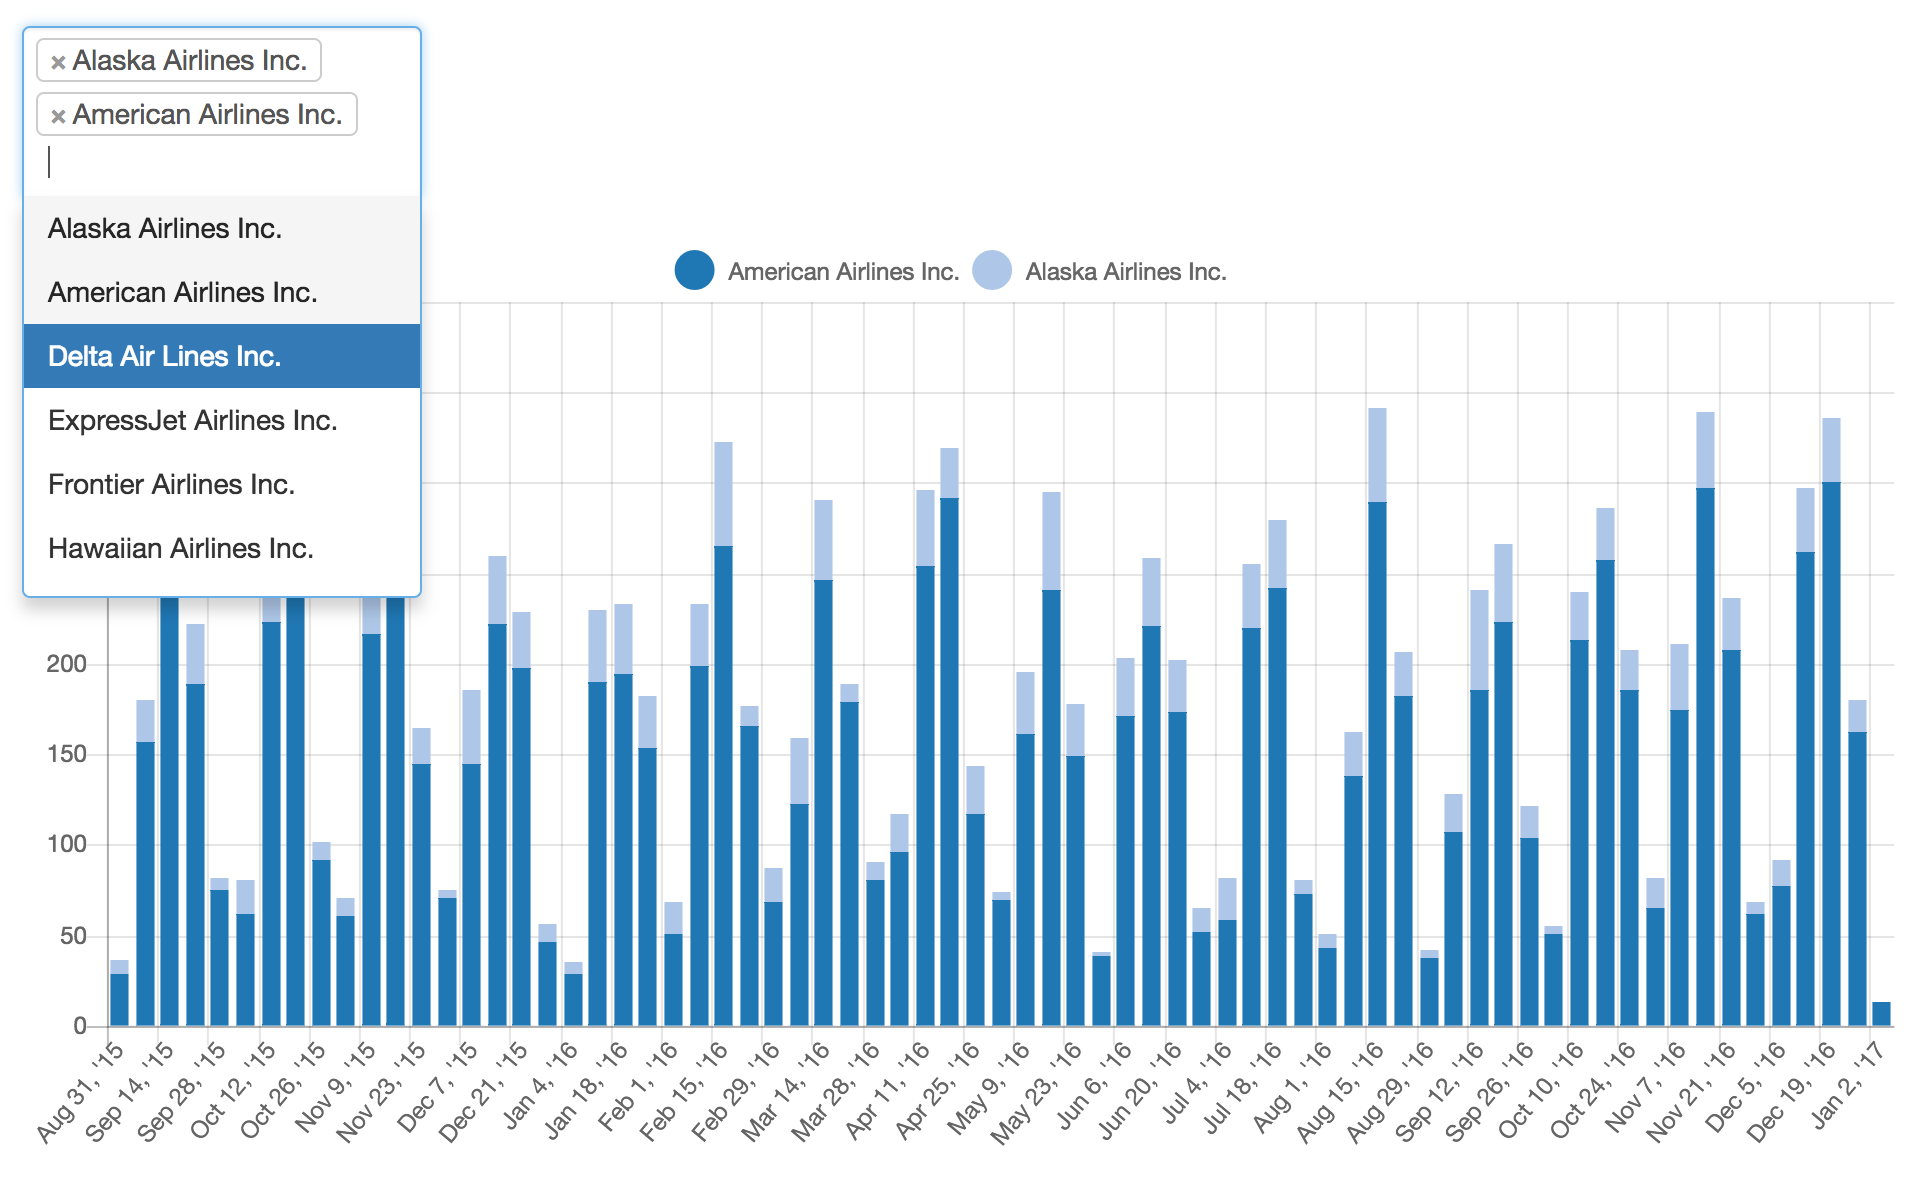 × Alaska Airlines Inc.
× American Airlines Inc.
Alaska Airlines Inc.
American Airlines Inc.
Delta Air Lines Inc.
ExpressJet Airlines Inc.
Frontier Airlines Inc.
Hawaiian Airlines Inc.
American Airlines Inc.
Alaska Airlines Inc.
200
150
100
50
0
Aug 31, '15
Sep 14, '15
Sep 28, '15
Oct 12, '15
Oct 26, '15
Nov 9, '15
Nov 23, '15
Dec 7, '15
Dec 21, '15
Jan 4, '16
Jan 18, '16
Feb 1, '16
Feb 15, '16
Feb 29, '16
Mar 14, '16
Mar 28, '16
Apr 11, '16
Apr 25, '16
May 9, '16
May 23, '16
Jun 6, '16
Jun 20, '16
Jul 4, '16
Jul 18, '16
Aug 1, '16
Aug 15, '16
Aug 29, '16
Sep 12, '16
Sep 26, '16
Oct 10, '16
Oct 24, '16
Nov 7, '16
Nov 21, '16
Dec 5, '16
Dec 19, '16
Jan 2, '17